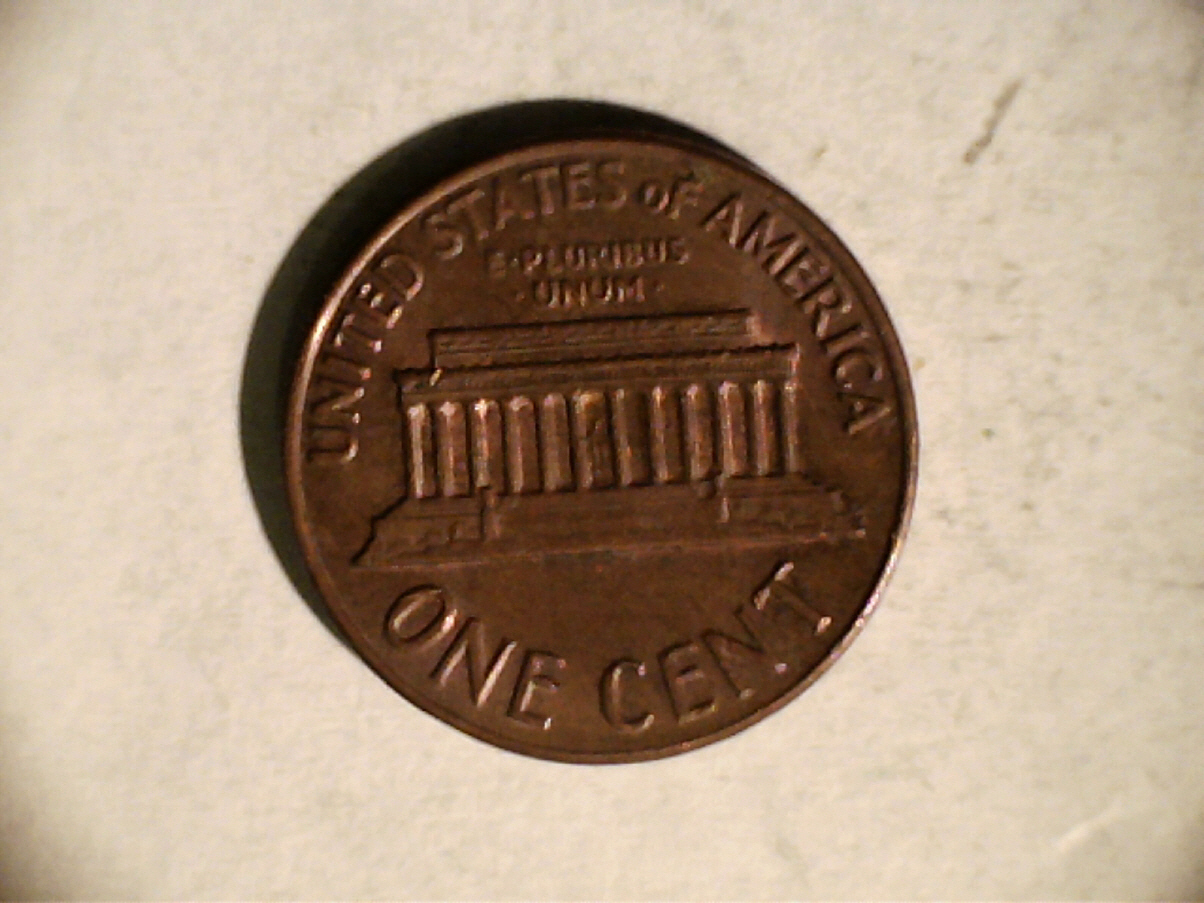 UNITED STATES OF AMERICA
E·PLURIBUS
·UNUM·
ONE CENT